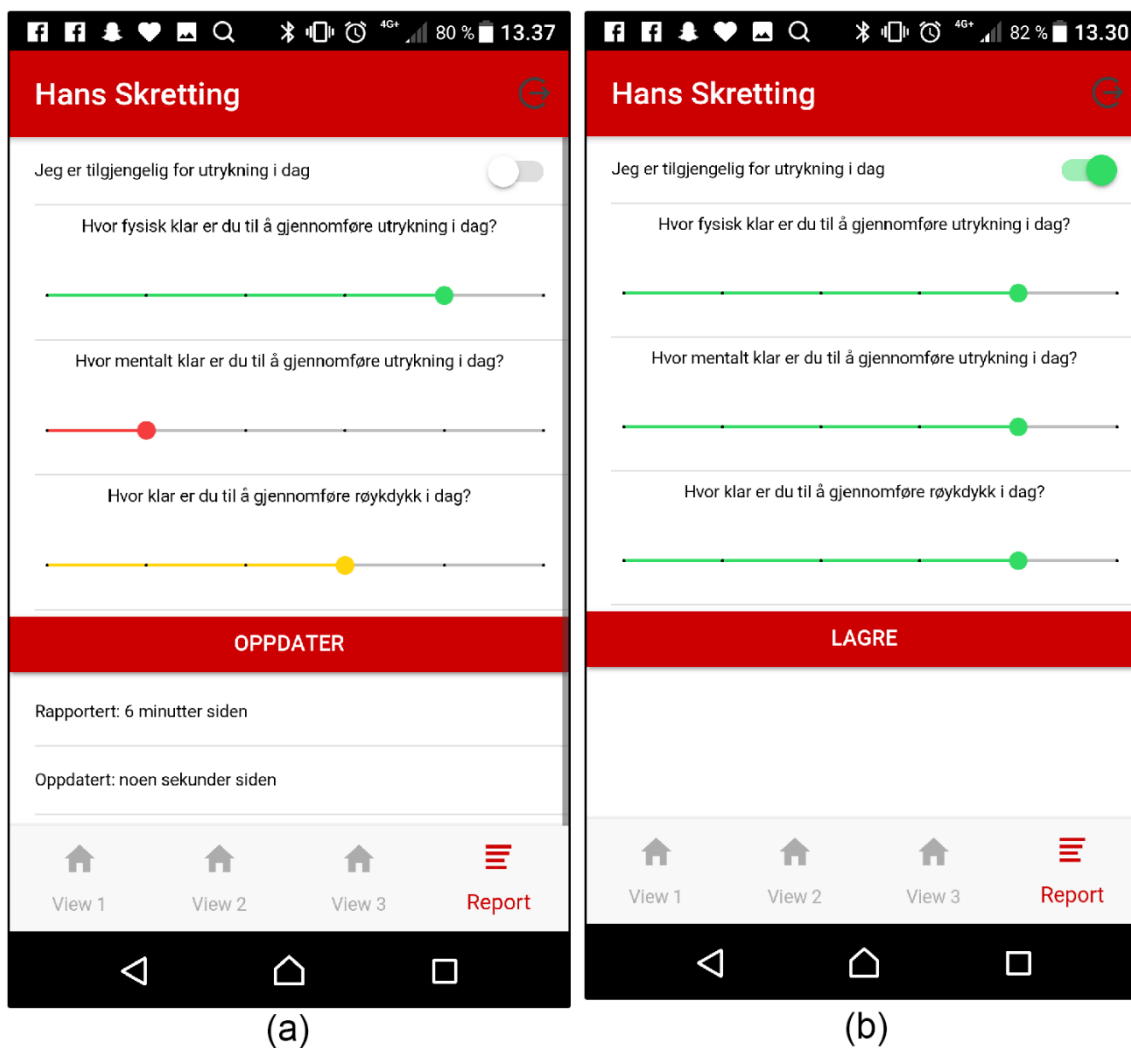 4G+ 80 % 13.37
Hans Skretting
Jeg er tilgjengelig for utrykning i dag
Hvor fysisk klar er du til å gjennomføre utrykning i dag?
Hvor mentalt klar er du til å gjennomføre utrykning i dag?
Hvor klar er du til å gjennomføre røykdykk i dag?
OPPDATER
Rapportert: 6 minutter siden
Oppdatert: noen sekunder siden
View 1 View 2 View 3 Report
(a)
4G+ 82 % 13.30
Hans Skretting
Jeg er tilgjengelig for utrykning i dag
Hvor fysisk klar er du til å gjennomføre utrykning i dag?
Hvor mentalt klar er du til å gjennomføre utrykning i dag?
Hvor klar er du til å gjennomføre røykdykk i dag?
LAGRE
View 1 View 2 View 3 Report
(b)